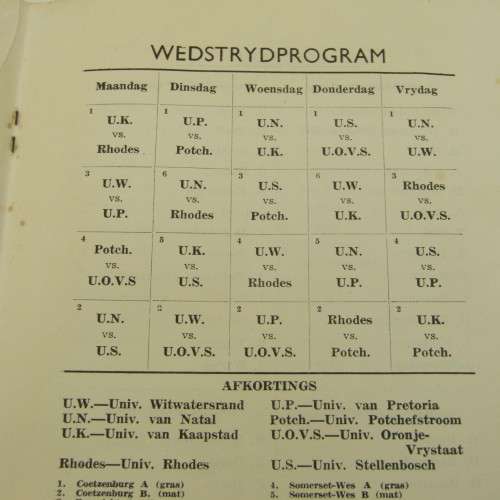 WEDSTRYDPROGRAM
Maandag Dinsdag Woensdag Donderdag Vrydag
1 1 1 1 1
U.K. U.P. U.N. U.S. U.N.
vs. vs. vs. vs. vs.
Rhodes Potch. U.K. U.O.V.S. U.W.
3 6 3 6 3
U.W. U.N. U.S. U.W. Rhodes
vs. vs. vs. vs. vs.
U.P. Rhodes Potch. U.K. U.O.V.S.
4 5 4 5 4
Potch. U.K. U.W. U.N. U.S.
vs. vs. vs. vs. vs.
U.O.V.S U.S. Rhodes U.P. U.P.
2 2 2 2 2
U.N. U.W. U.P. Rhodes U.K.
vs. vs. vs. vs. vs.
U.S. U.O.V.S. U.O.V.S. Potch. Potch.
AFKORTINGS
U.W.—Univ. Witwatersrand U.P.—Univ. van Pretoria
U.N.—Univ. van Natal Potch.—Univ. Potchefstroom
U.K.—Univ. van Kaapstad U.O.V.S.—Univ. Oronje-
Vrystaat
Rhodes—Univ. Rhodes U.S.—Univ. Stellenbosch
1. Coetzenburg A (gras) 4. Somerset-Wes A (gras)
2. Coetzenburg B. (mat) 5. Somerset-Wes B (mat)